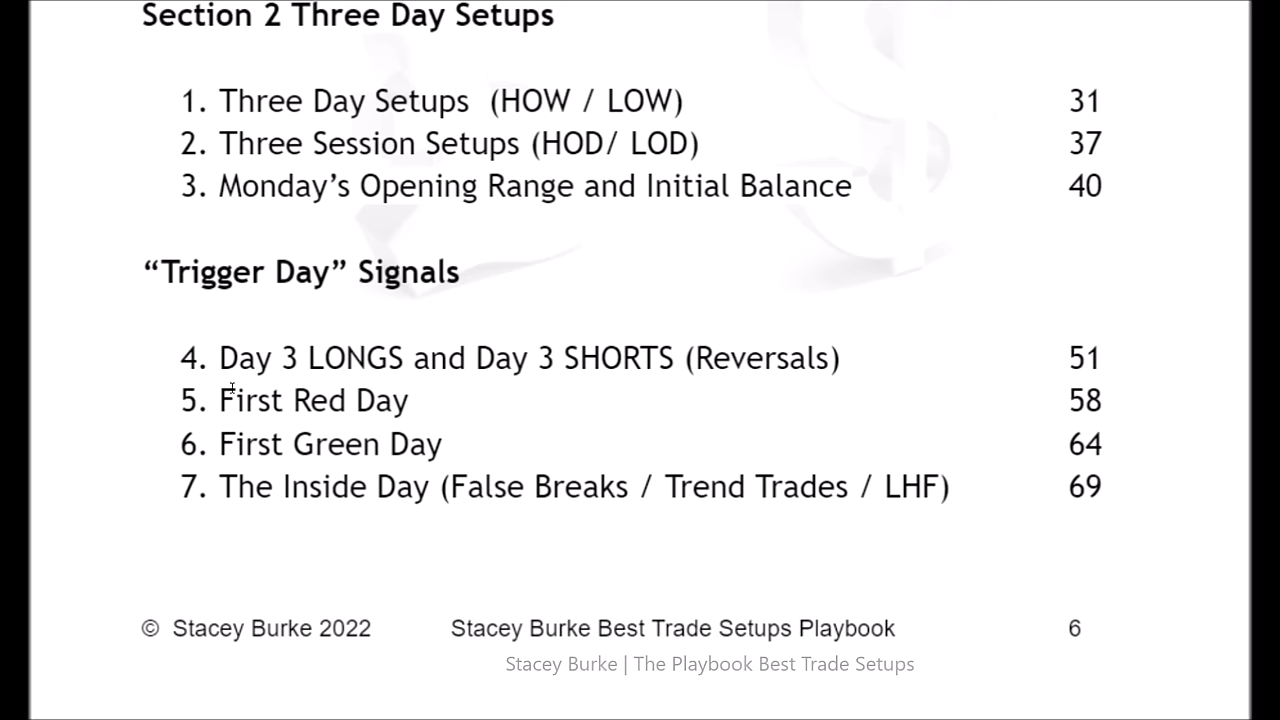 Section 2 Three Day Setups
1. Three Day Setups (HOW / LOW) 31
2. Three Session Setups (HOD/ LOD) 37
3. Monday’s Opening Range and Initial Balance 40
“Trigger Day” Signals
4. Day 3 LONGS and Day 3 SHORTS (Reversals) 51
5. First Red Day 58
6. First Green Day 64
7. The Inside Day (False Breaks / Trend Trades / LHF) 69
© Stacey Burke 2022 Stacey Burke Best Trade Setups Playbook 6
Stacey Burke | The Playbook Best Trade Setups